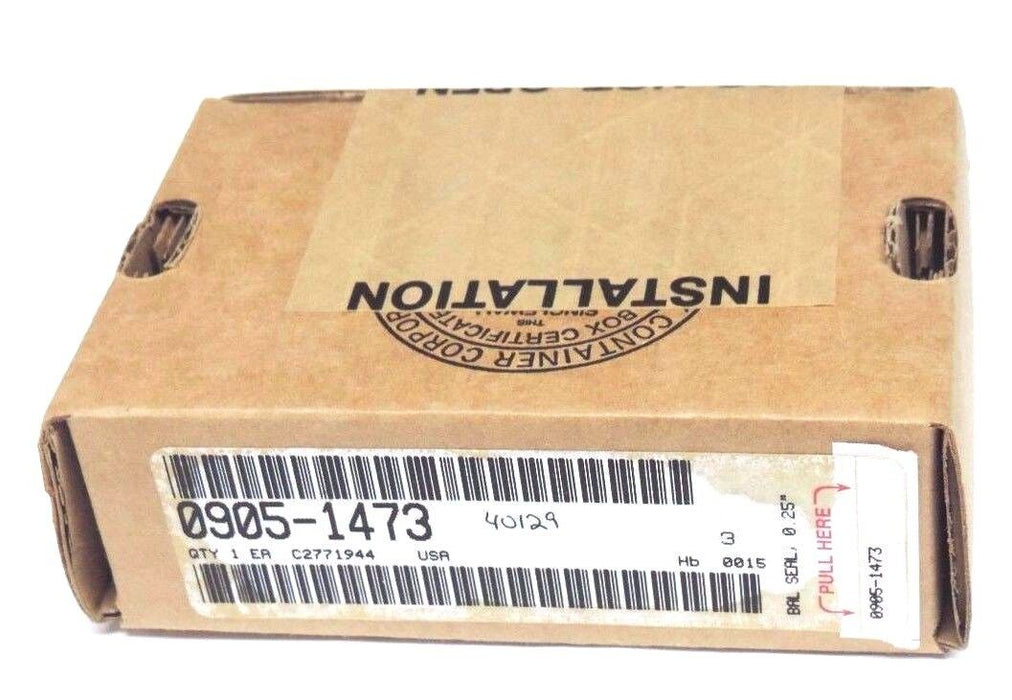 INSTALLATION
CONTAINER CORPOR
BOX CERTIFICATE
THIS
0905-1473
40129
3
QTY 1 EA C2771944 USA
Hb 0015
BAL SEAL, 0.25"
PULL HERE
0905-1473